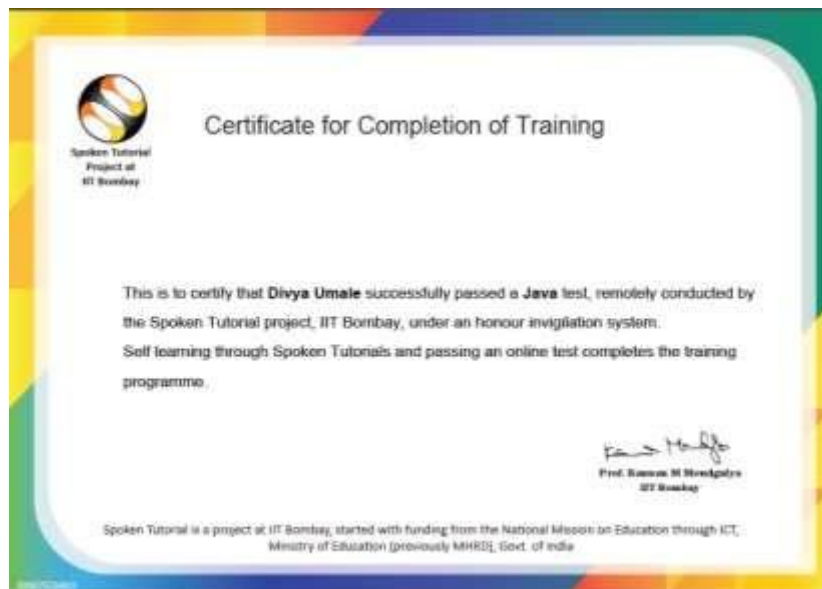 Spoken Tutorial
Project at
IIT Bombay
Certificate for Completion of Training
This is to certify that Divya Umale successfully passed a Java test, remotely conducted by
the Spoken Tutorial project, IIT Bombay, under an honour invigilation system.
Self learning through Spoken Tutorials and passing an online test completes the training
programme.
Prof. Kannan M Moudgalya
IIT Bombay
Spoken Tutorial is a project at IIT Bombay, started with funding from the National Mission on Education through ICT,
Ministry of Education (previously MHRD), Govt. of India